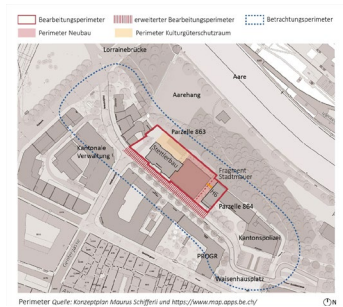 Bearbeitungsperimeter
erweiterter Bearbeitungsperimeter
Betrachtungsperimeter
Perimeter Neubau
Perimeter Kulturgüterschutzraum
Lorrainebrücke
Aare
Aarehang
Parzelle 863
Kantonale
Verwaltung
Steinerbau
Fragment
Stadtmauer
Parzelle 864
Kantonspolizei
PROGR
Waisenhausplatz
Perimeter Quelle: Konzeptplan Maurus Schifferli und https://www.map.apps.be.ch/
N